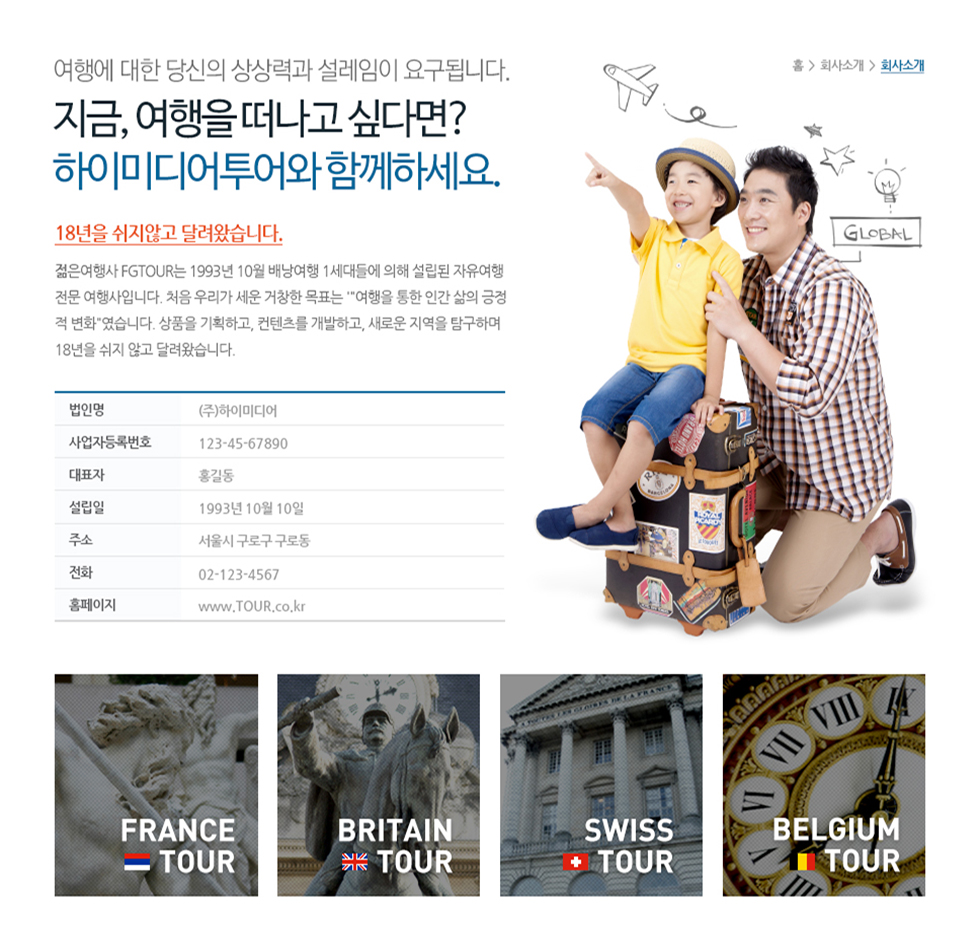 여행에 대한 당신의 상상력과 설레임이 요구됩니다.
홈 > 회사소개 > 회사소개
지금, 여행을 떠나고 싶다면?
하이미디어투어와 함께하세요.
GLOBAL
18년을 쉬지않고 달려왔습니다.
젊은여행사 FGTOUR는 1993년 10월 배낭여행 1세대들에 의해 설립된 자유여행
전문 여행사입니다. 처음 우리가 세운 거창한 목표는 '"여행을 통한 인간 삶의 긍정
적 변화"였습니다. 상품을 기획하고, 컨텐츠를 개발하고, 새로운 지역을 탐구하며
18년을 쉬지 않고 달려왔습니다.
법인명 (주)하이미디어
사업자등록번호 123-45-67890
대표자 홍길동
설립일 1993년 10월 10일
주소 서울시 구로구 구로동
전화 02-123-4567
홈페이지 www.TOUR.co.kr
ROYAL
A TOUTES LES GLOIRES DE LA FRANCE
VI VII VIII IX
FRANCE
TOUR
BRITAIN
TOUR
SWISS
TOUR
BELGIUM
TOUR